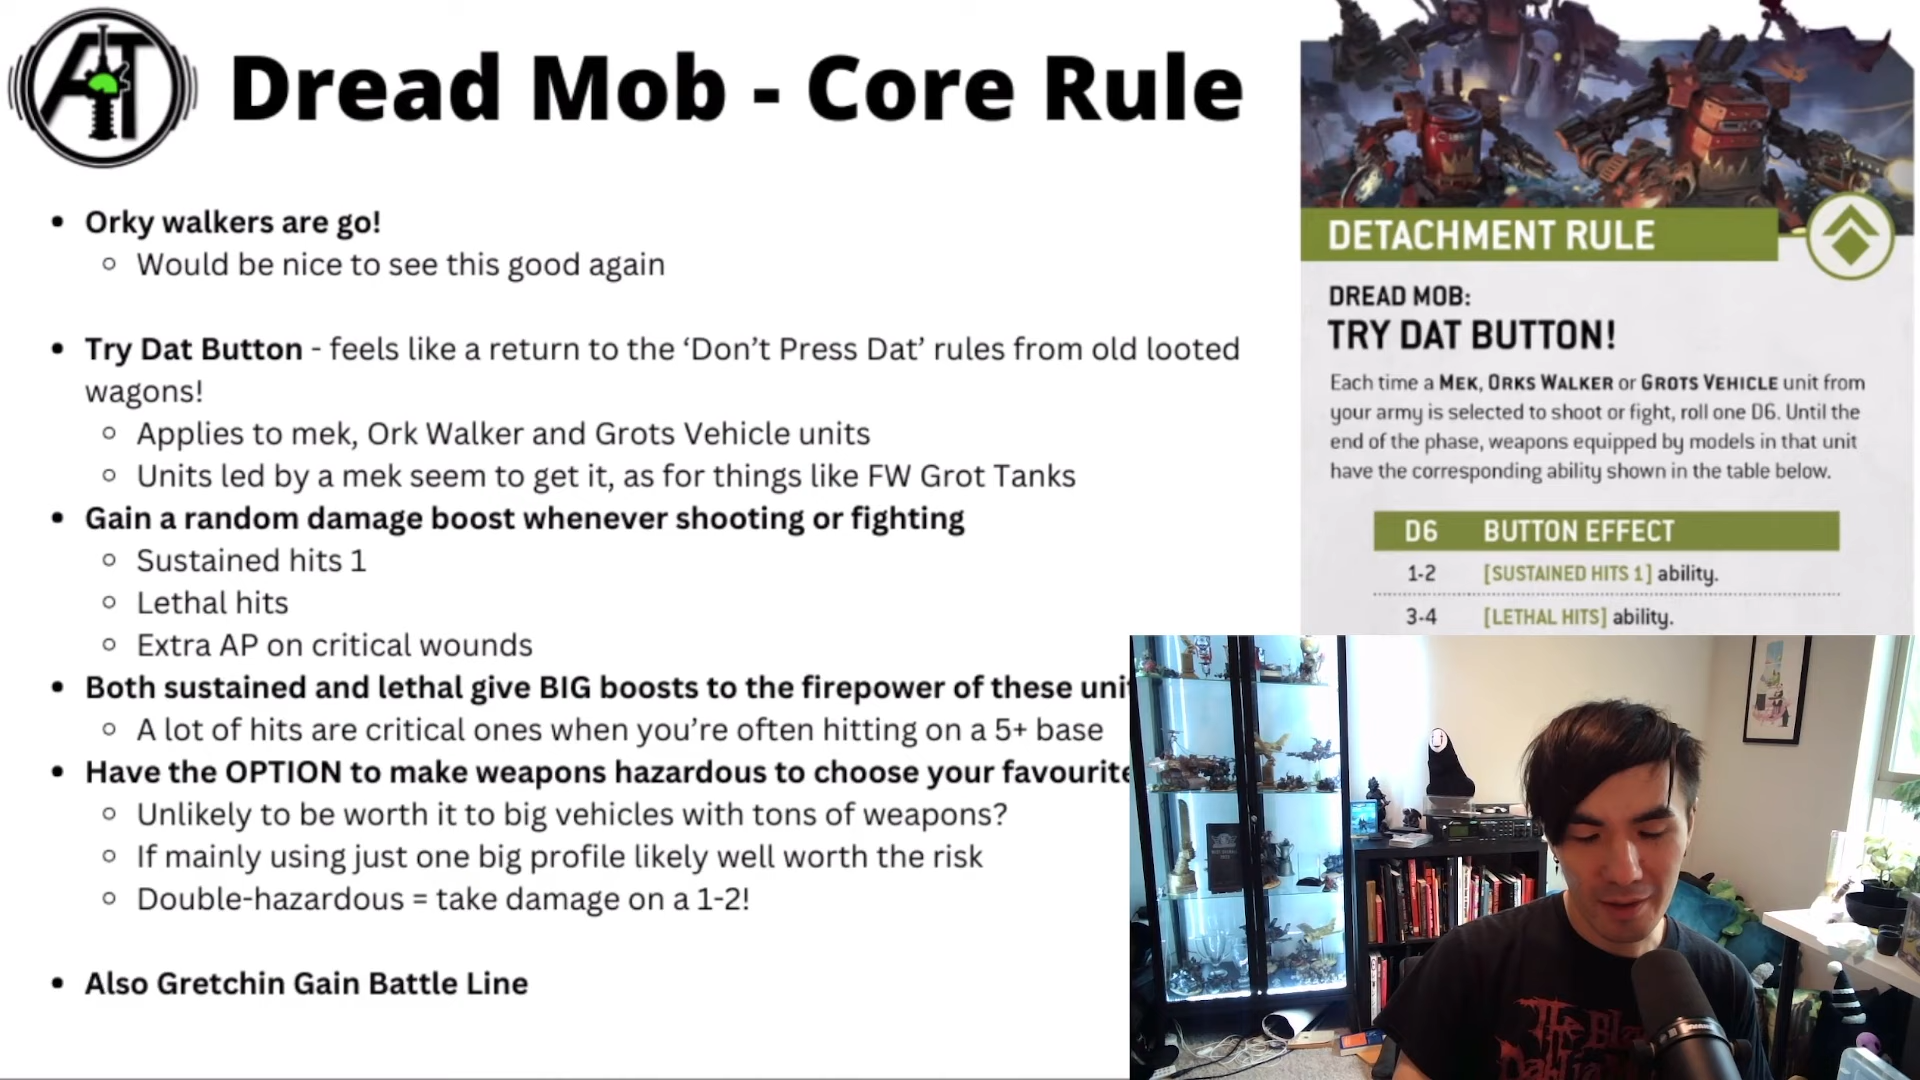 AT
Dread Mob - Core Rule
• Orky walkers are go!
○ Would be nice to see this good again
• Try Dat Button - feels like a return to the ‘Don’t Press Dat’ rules from old looted
wagons!
○ Applies to mek, Ork Walker and Grots Vehicle units
○ Units led by a mek seem to get it, as for things like FW Grot Tanks
• Gain a random damage boost whenever shooting or fighting
○ Sustained hits 1
○ Lethal hits
○ Extra AP on critical wounds
• Both sustained and lethal give BIG boosts to the firepower of these uni
○ A lot of hits are critical ones when you’re often hitting on a 5+ base
• Have the OPTION to make weapons hazardous to choose your favourite
○ Unlikely to be worth it to big vehicles with tons of weapons?
○ If mainly using just one big profile likely well worth the risk
○ Double-hazardous = take damage on a 1-2!
• Also Gretchin Gain Battle Line
DETACHMENT RULE
DREAD MOB:
TRY DAT BUTTON!
Each time a MEK, ORKS WALKER or GROTS VEHICLE unit from
your army is selected to shoot or fight, roll one D6. Until the
end of the phase, weapons equipped by models in that unit
have the corresponding ability shown in the table below.
D6 BUTTON EFFECT
1-2 [SUSTAINED HITS 1] ability.
3-4 [LETHAL HITS] ability.